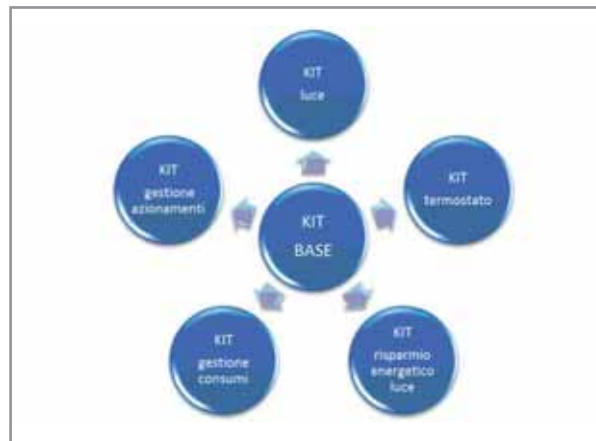 KIT
luce
KIT
gestione
azionamenti
KIT
termostato
KIT
BASE
KIT
gestione
consumi
KIT
risparmio
energetico
luce